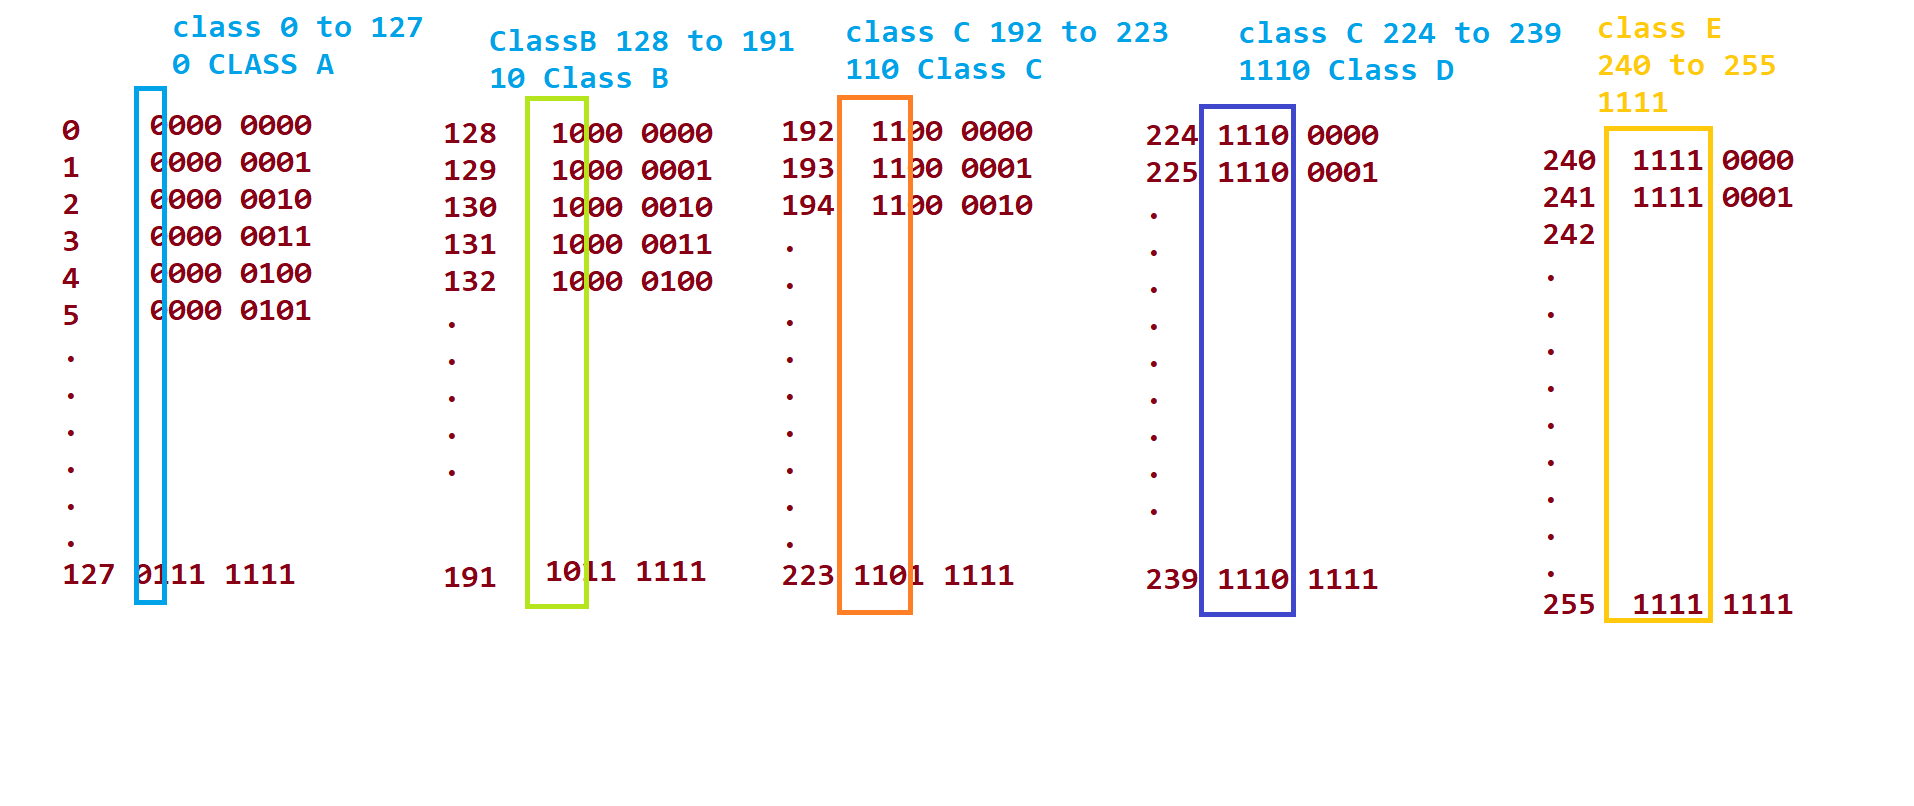 class 0 to 127
0 CLASS A
0 0000 0000
1 0000 0001
2 0000 0010
3 0000 0011
4 0000 0100
5 0000 0101
.
.
.
.
.
.
127 0111 1111
ClassB 128 to 191
10 Class B
128 1000 0000
129 1000 0001
130 1000 0010
131 1000 0011
132 1000 0100
.
.
.
.
.
191 1011 1111
class C 192 to 223
110 Class C
192 1100 0000
193 1100 0001
194 1100 0010
.
.
.
.
.
.
.
.
.
223 1101 1111
class C 224 to 239
1110 Class D
224 1110 0000
225 1110 0001
.
.
.
.
.
.
.
.
.
239 1110 1111
class E
240 to 255
1111
240 1111 0000
241 1111 0001
242
.
.
.
.
.
.
.
.
.
255 1111 1111